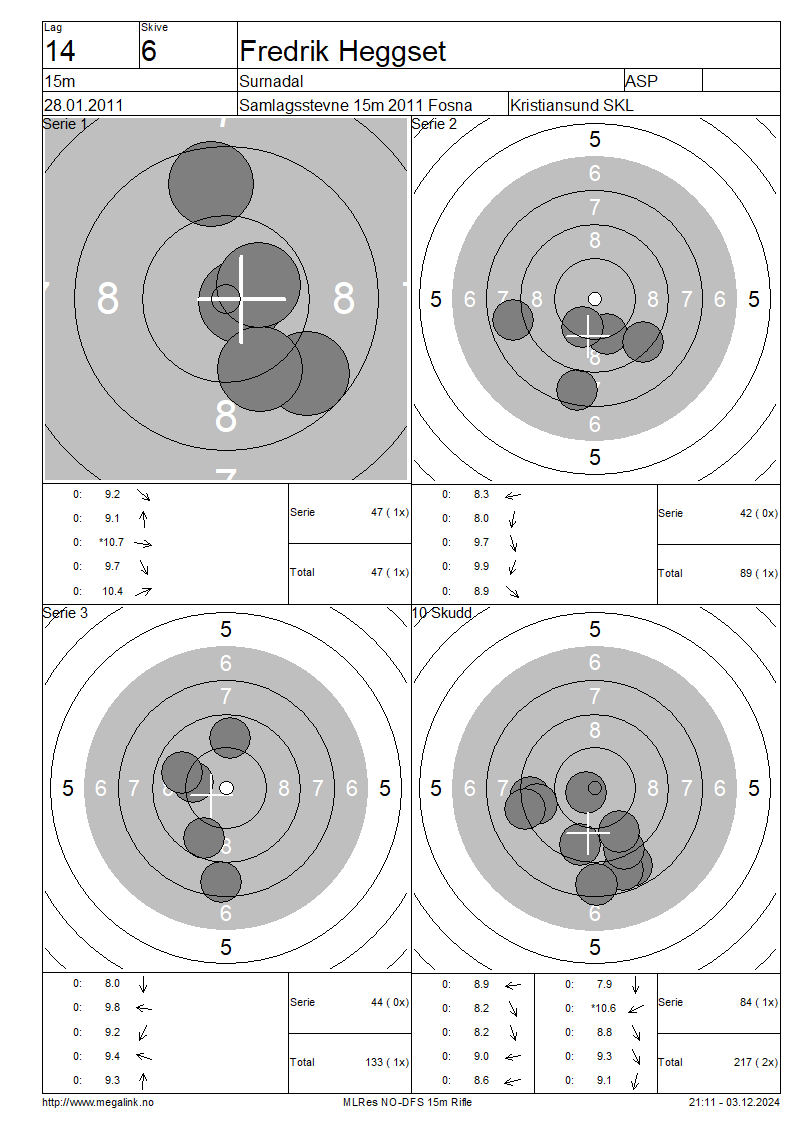 Lag Skive
14 6 Fredrik Heggset
15m Surnadal ASP
28.01.2011 Samlagsstevne 15m 2011 Fosna Kristiansund SKL
Serie 1
7
8 8
8
7
0: 9.2
0: 9.1
0: *10.7
0: 9.7
0: 10.4
Serie 47 ( 1x)
Total 47 ( 1x)
Serie 2
5
6
7
8
5 6 7 8 8 7 6 5
8
6
5
0: 8.3
0: 8.0
0: 9.7
0: 9.9
0: 8.9
Serie 42 ( 0x)
Total 89 ( 1x)
Serie 3
5
6
7
5 6 7 8 8 7 6 5
8
6
5
0: 8.0
0: 9.8
0: 9.2
0: 9.4
0: 9.3
Serie 44 ( 0x)
Total 133 ( 1x)
10 Skudd
5
6
7
8
5 6 7 8 7 6 5
6
5
0: 8.9 0: 7.9
0: 8.2 0: *10.6
0: 8.2 0: 8.8
0: 9.0 0: 9.3
0: 8.6 0: 9.1
Serie 84 ( 1x)
Total 217 ( 2x)
http://www.megalink.no MLRes NO-DFS 15m Rifle 21:11 - 03.12.2024